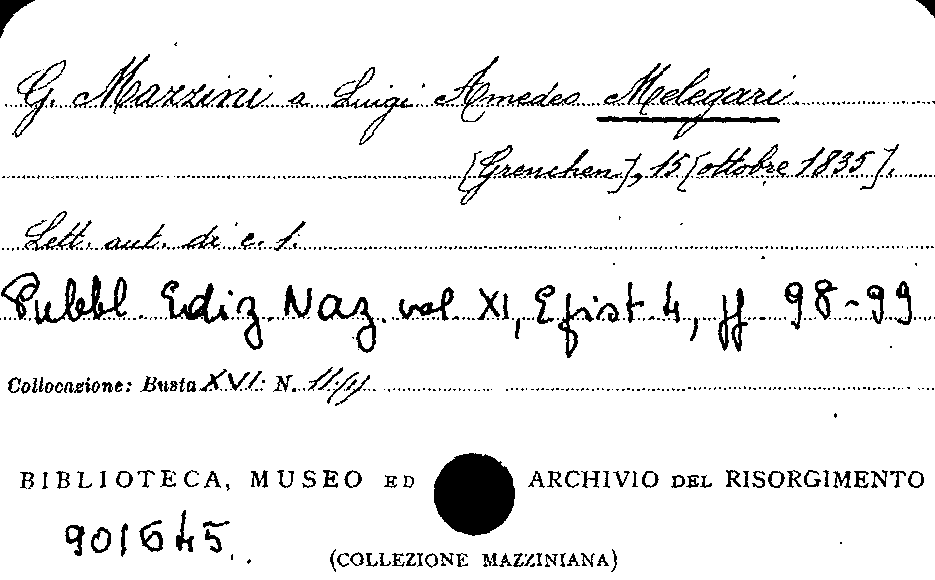 G. Mazzini a Luigi Amedeo Melegari.
[Grenchen], 15 [ottobre 1835].
Lett. aut. di c. 1.
Pubbl. Ediz. Naz. vol XI, Epist. 4, pp. 98-99
Collocazione: Busta XVI: N. 11/1)
BIBLIOTECA, MUSEO ED ARCHIVIO DEL RISORGIMENTO
901645.
(COLLEZIONE MAZZINIANA)